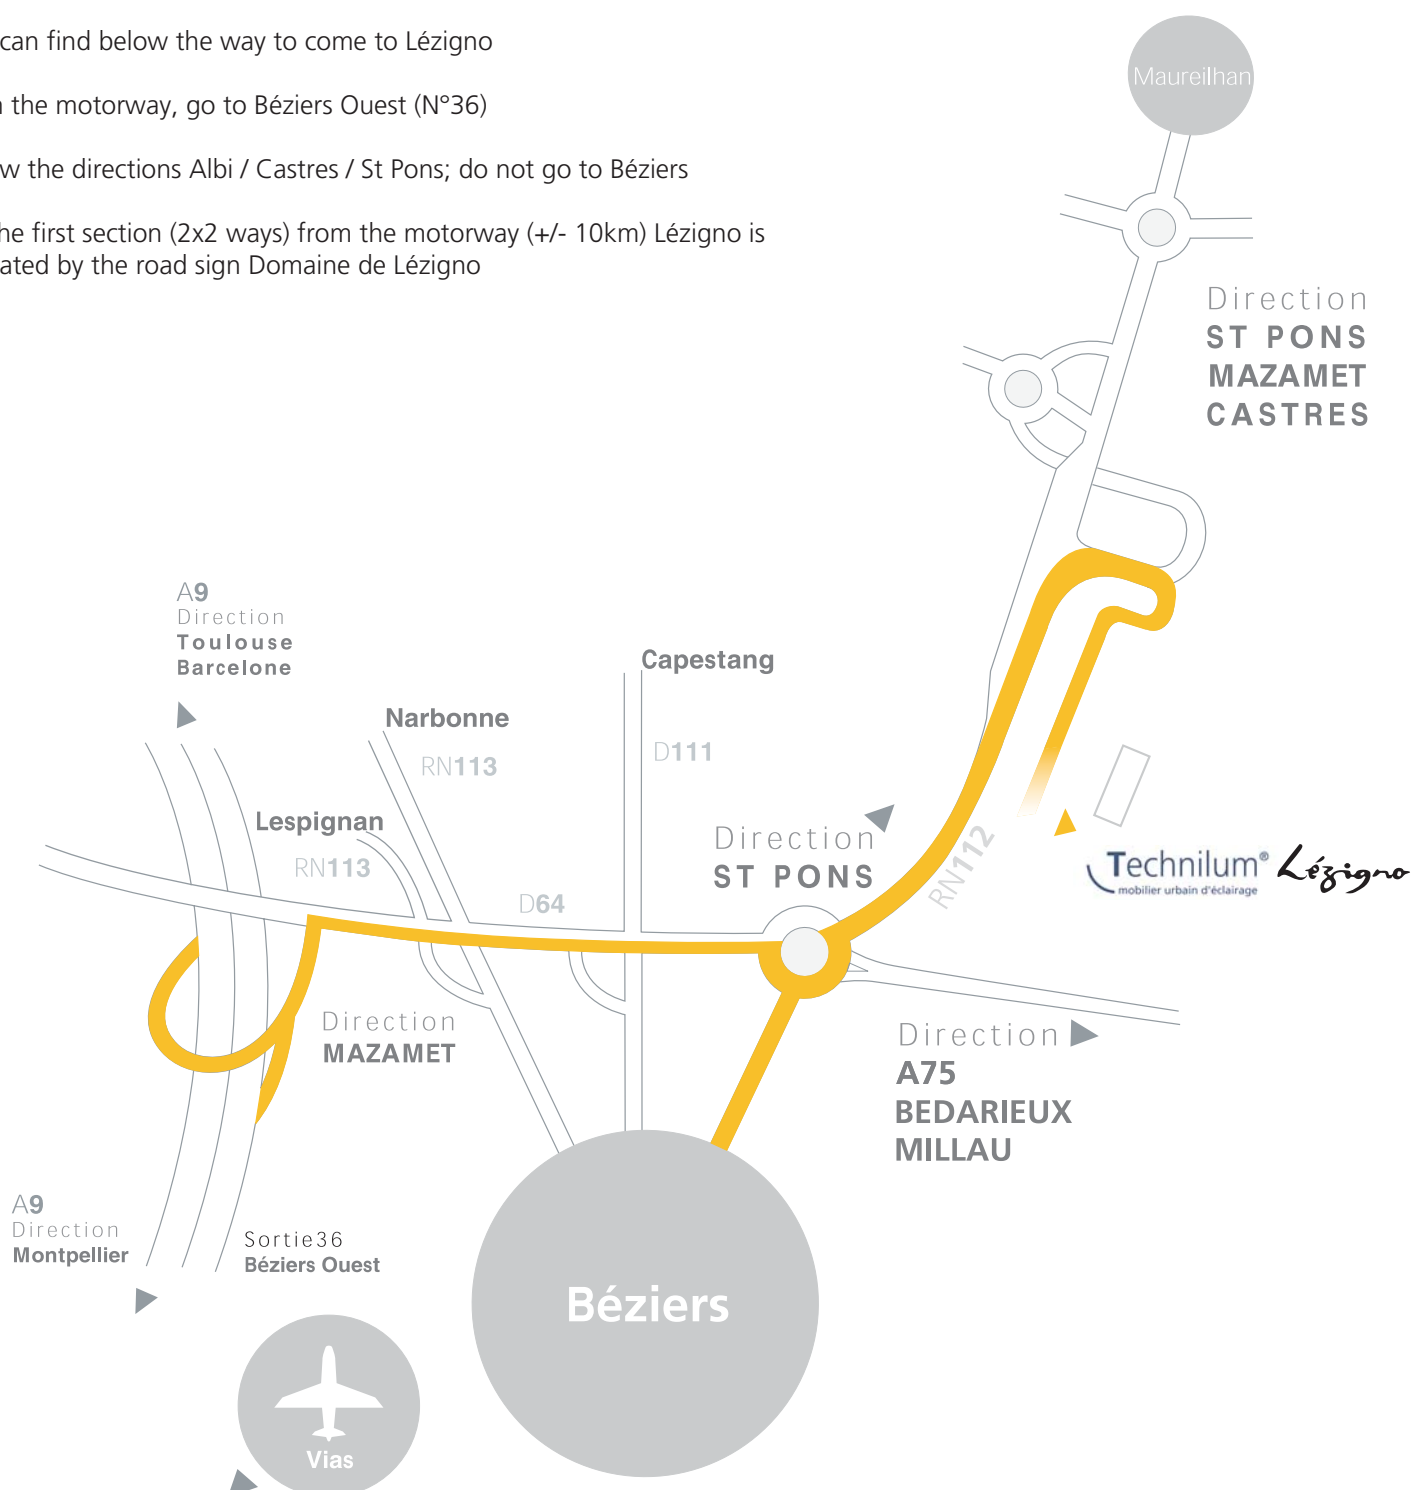 can find below the way to come to Lézigno
the motorway, go to Béziers Ouest (N°36)
the directions Albi / Castres / St Pons; do not go to Béziers
first section (2x2 ways) from the motorway (+/- 10km) Lézigno is
by the road sign Domaine de Lézigno
Maureilhan
Direction
ST PONS
MAZAMET
CASTRES
A9
Direction
Toulouse
Barcelone
Capestang
Narbonne
RN113
D111
Lespignan
RN113
D64
Direction
ST PONS
RN112
Technilum®
mobilier urbain d'éclairage
Lézigno
Direction
MAZAMET
Direction
A75
BEDARIEUX
MILLAU
A9
Direction
Montpellier
Sortie36
Béziers Ouest
Béziers
Vias